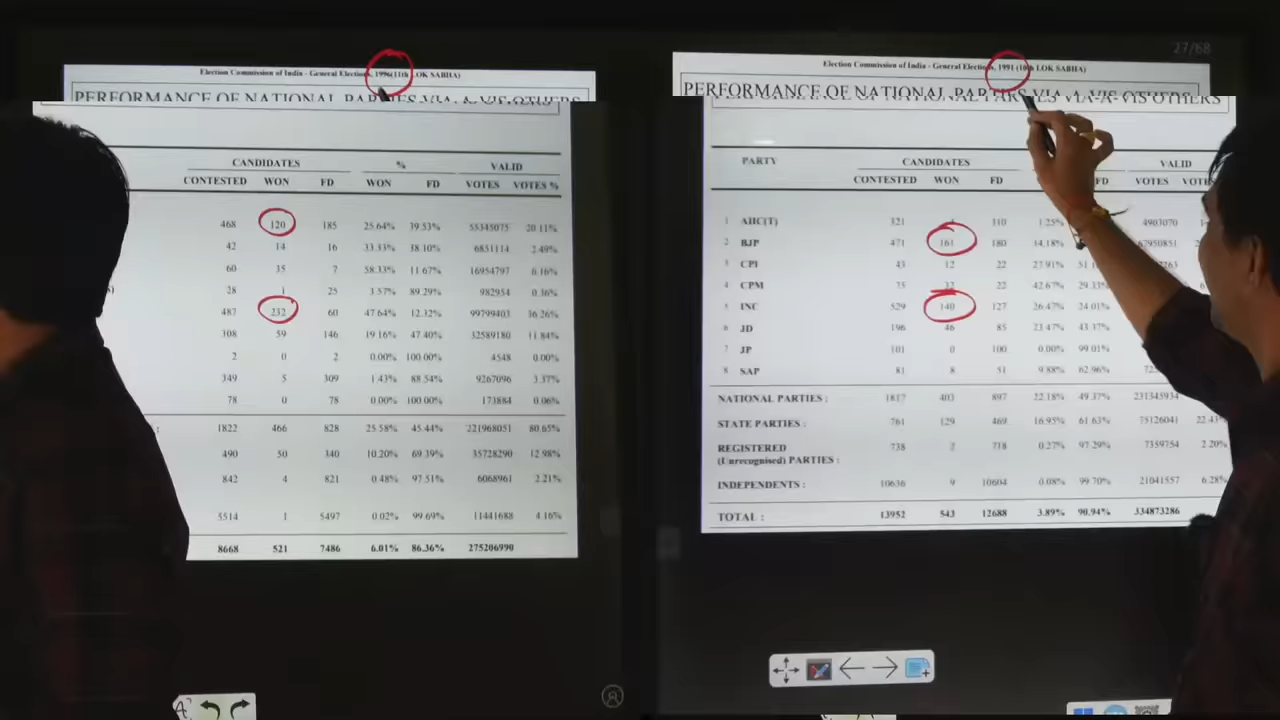 27/68
Election Commission of India - General Elections, 1996 (11th LOK SABHA)
PERFORMANCE OF NATIONAL PARTIES VIS-A-VIS OTHERS
CANDIDATES % VALID
CONTESTED WON FD WON FD VOTES VOTES %
468 120 185 25.64% 39.53% 55345075 20.11%
42 14 16 33.33% 38.10% 6851114 2.49%
60 35 7 58.33% 11.67% 16954797 6.16%
28 1 25 3.57% 89.29% 982954 0.36%
487 232 60 47.64% 12.32% 99799403 36.26%
308 59 146 19.16% 47.40% 32589180 11.84%
2 0 2 0.00% 100.00% 4548 0.00%
349 5 309 1.43% 88.54% 9267096 3.37%
78 0 78 0.00% 100.00% 173884 0.06%
: 1822 466 828 25.58% 45.44% 221968051 80.65%
490 50 340 10.20% 69.39% 35728290 12.98%
842 4 821 0.48% 97.51% 6068961 2.21%
5514 1 5497 0.02% 99.69% 11441688 4.16%
8668 521 7486 6.01% 86.36% 275206990
Election Commission of India - General Elections, 1991 (10th LOK SABHA)
PERFORMANCE OF NATIONAL PARTIES VIS-A-VIS OTHERS
PARTY CANDIDATES VALID
CONTESTED WON FD FD VOTES
1 321 110 1.25% 4903070
2 BJP 471 161 180 34.18%
3 CPI 43 12 22 27.91%
4 CPM 75 32 22 42.67% 29.33%
5 INC 529 140 127 26.47% 24.01%
6 JD 196 46 85 23.47% 43.37%
7 JP 101 0 100 0.00% 99.01%
8 SAP 81 8 51 9.88% 62.96%
NATIONAL PARTIES : 1817 403 897 22.18% 49.37% 231345934
STATE PARTIES : 761 129 469 16.95% 61.63% 75126041 22.43%
REGISTERED (Unrecognised) PARTIES : 738 2 718 0.27% 97.29% 7359754 2.20%
INDEPENDENTS : 10636 9 10604 0.08% 99.70% 21041557 6.28%
TOTAL : 13952 543 12688 3.89% 90.94% 334873286